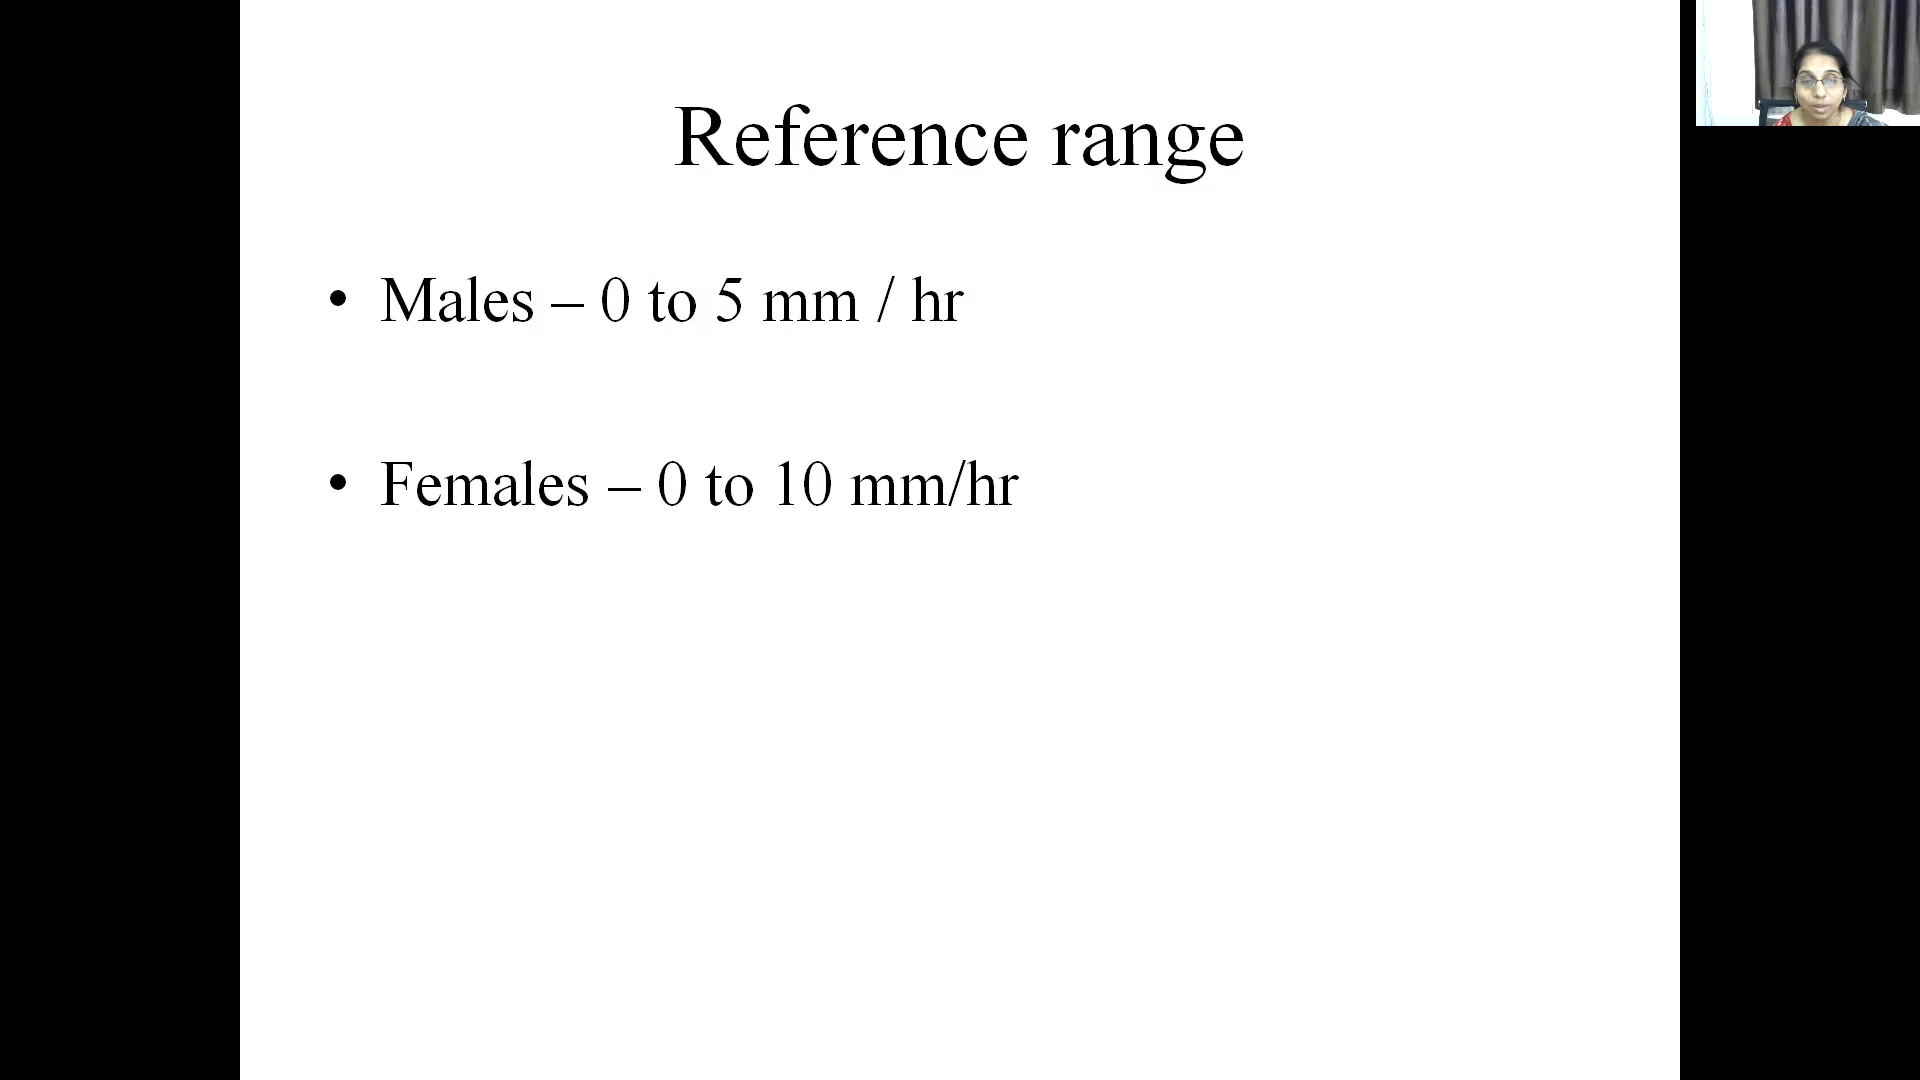 Reference range
• Males – 0 to 5 mm / hr
• Females – 0 to 10 mm/hr